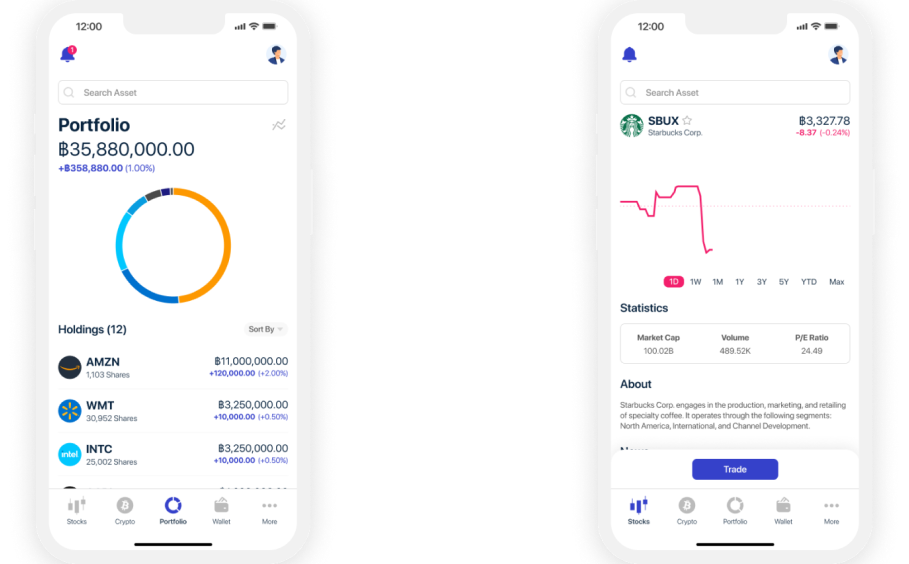 12:00
1
Search Asset
Portfolio
฿35,880,000.00
+฿358,880.00 (1.00%)
Holdings (12)
Sort By
AMZN
฿11,000,000.00
1,103 Shares
+120,000.00 (+2.00%)
WMT
฿3,250,000.00
30,952 Shares
+10,000.00 (+0.50%)
intel
INTC
฿3,250,000.00
25,002 Shares
+10,000.00 (+0.50%)
Stocks
Crypto
Portfolio
Wallet
More
12:00
Search Asset
SBUX
฿3,327.78
Starbucks Corp.
-8.37 (-0.24%)
1D 1W 1M 1Y 3Y 5Y YTD Max
Statistics
Market Cap
Volume
P/E Ratio
100.02B
489.52K
24.49
About
Starbucks Corp. engages in the production, marketing, and retailing
of specialty coffee. It operates through the following segments:
North America, International, and Channel Development.
Trade
Stocks
Crypto
Portfolio
Wallet
More